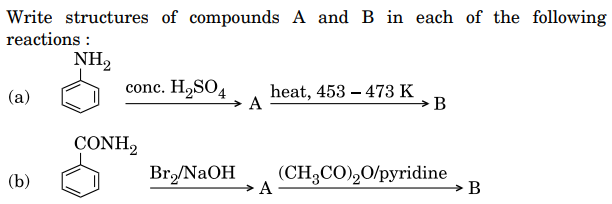 Write structures of compounds A and B in each of the following
reactions :
NH₂
(a) conc. H₂SO₄ A heat, 453 – 473 K B
CONH₂
(b) Br₂/NaOH A (CH₃CO)₂O/pyridine B